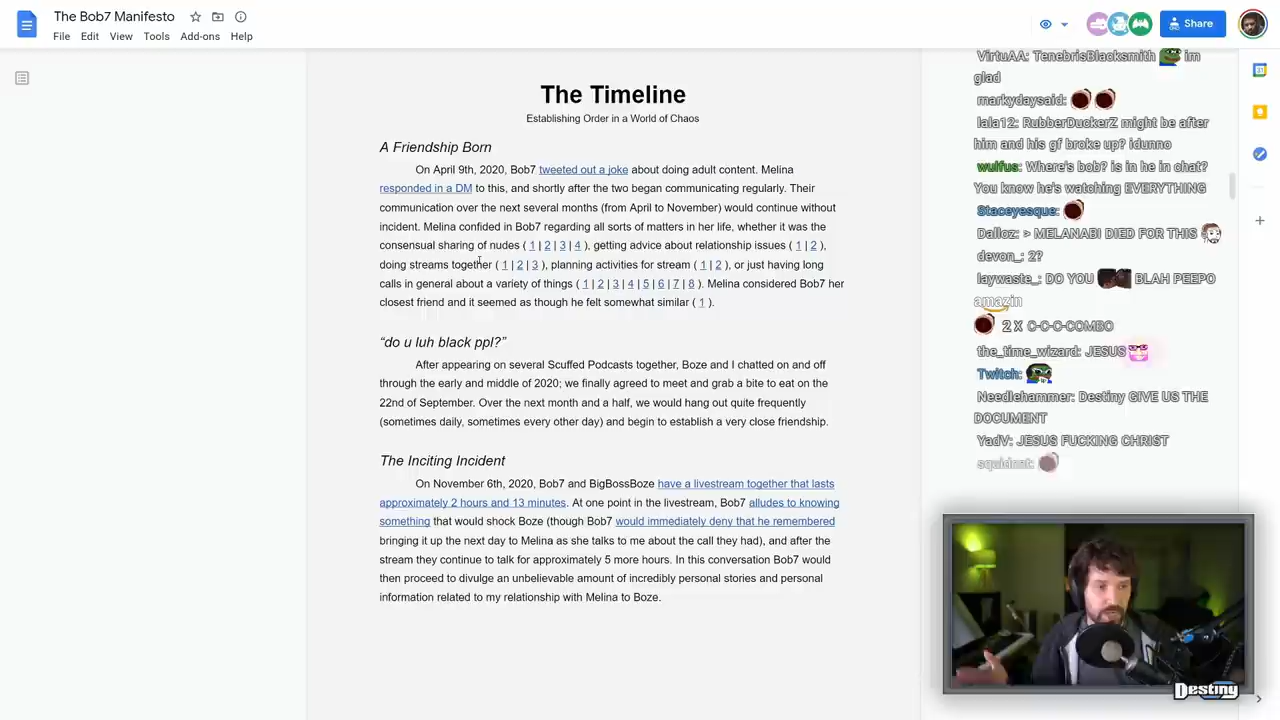 The Bob7 Manifesto
File Edit View Tools Add-ons Help
Share
The Timeline
Establishing Order in a World of Chaos
A Friendship Born
On April 9th, 2020, Bob7 tweeted out a joke about doing adult content. Melina
responded in a DM to this, and shortly after the two began communicating regularly. Their
communication over the next several months (from April to November) would continue without
incident. Melina confided in Bob7 regarding all sorts of matters in her life, whether it was the
consensual sharing of nudes ( 1 | 2 | 3 | 4 ), getting advice about relationship issues ( 1 | 2 ),
doing streams together ( 1 | 2 | 3 ), planning activities for stream ( 1 | 2 ), or just having long
calls in general about a variety of things ( 1 | 2 | 3 | 4 | 5 | 6 | 7 | 8 ). Melina considered Bob7 her
closest friend and it seemed as though he felt somewhat similar ( 1 ).
“do u luh black ppl?”
After appearing on several Scuffed Podcasts together, Boze and I chatted on and off
through the early and middle of 2020; we finally agreed to meet and grab a bite to eat on the
22nd of September. Over the next month and a half, we would hang out quite frequently
(sometimes daily, sometimes every other day) and begin to establish a very close friendship.
The Inciting Incident
On November 6th, 2020, Bob7 and BigBossBoze have a livestream together that lasts
approximately 2 hours and 13 minutes. At one point in the livestream, Bob7 alludes to knowing
something that would shock Boze (though Bob7 would immediately deny that he remembered
bringing it up the next day to Melina as she talks to me about the call they had), and after the
stream they continue to talk for approximately 5 more hours. In this conversation Bob7 would
then proceed to divulge an unbelievable amount of incredibly personal stories and personal
information related to my relationship with Melina to Boze.
VirtuAA: TenebrisBlacksmith im
glad
markydaysaid:
lala12: RubberDuckerZ might be after
him and his gf broke up? idunno
wulfus: Where's bob? is in he in chat?
You know he's watching EVERYTHING
Staceyesque:
Dalloz: > MELANABI DIED FOR THIS
devon_: 2?
laywaste_: DO YOU BLAH PEEPO
amazin
2 X C-C-C-COMBO
the_time_wizard: JESUS
Twitch:
Needlehammer: Destiny GIVE US THE
DOCUMENT
YadV: JESUS FUCKING CHRIST
squidnnt:
Destiny